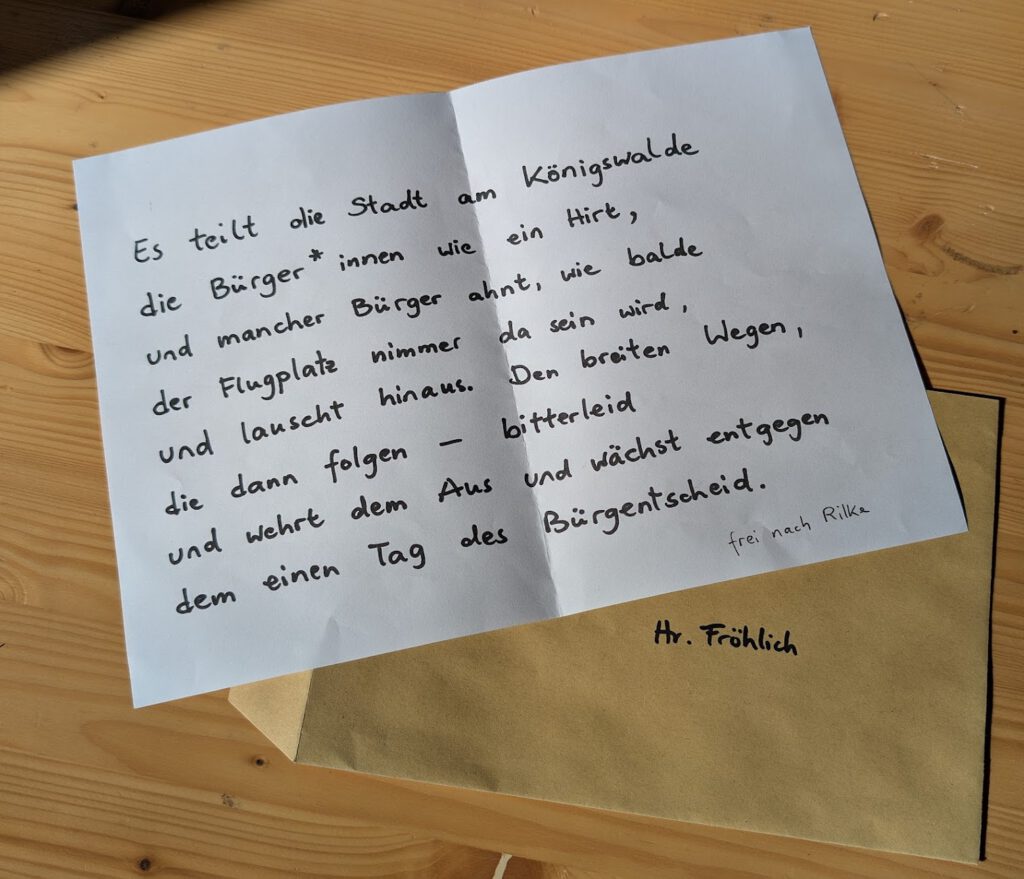 Es teilt die Stadt am Königswalde
die Bürger*innen wie ein Hirt,
und mancher Bürger ahnt, wie balde
der Flugplatz nimmer da sein wird,
und lauscht hinaus. Den breiten Wegen,
die dann folgen – bitterleid
und wehrt dem Aus und wächst entgegen
dem einen Tag des Bürgentscheid.
frei nach Rilke
Hr. Fröhlich